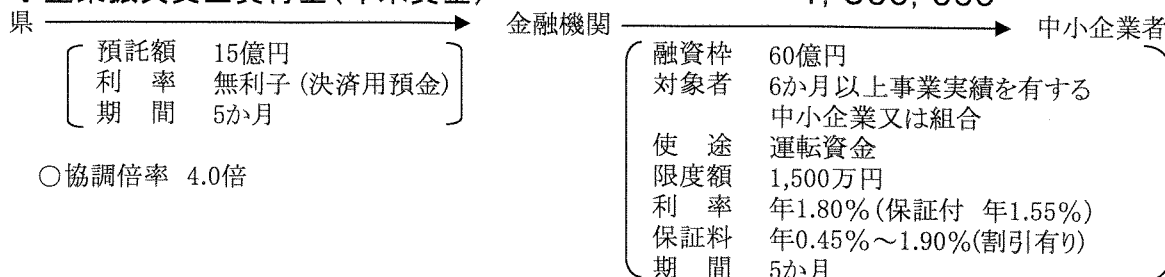 県 金融機関 中小企業者
預託額 15億円
利 率 無利子(決済用預金)
期 間 5か月
○協調倍率 4.0倍
融資枠 60億円
対象者 6か月以上事業実績を有する
中小企業又は組合
使 途 運転資金
限度額 1,500万円
利 率 年1.80%(保証付 年1.55%)
保証料 年0.45%～1.90%(割引有り)
期 間 5か月